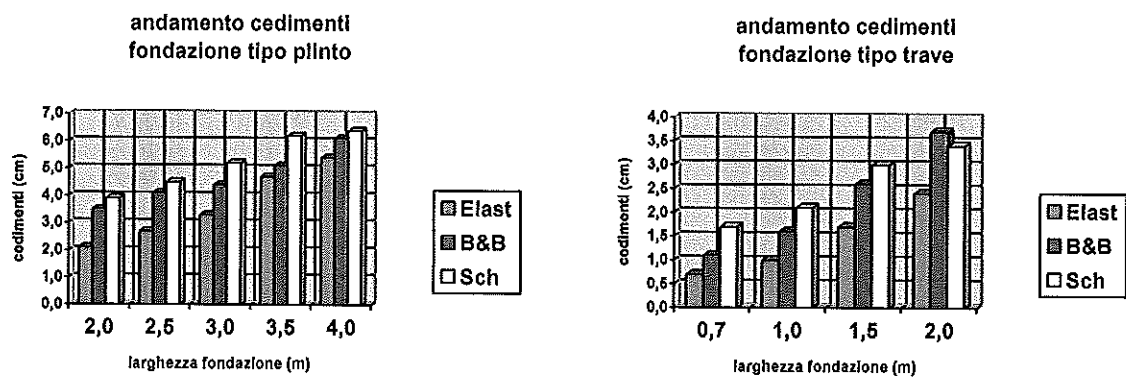 andamento cedimenti
fondazione tipo plinto
7,0
6,0
5,0
4,0
3,0
2,0
1,0
0,0
cedimenti (cm)
2,0 2,5 3,0 3,5 4,0
larghezza fondazione (m)
Elast
B&B
Sch
andamento cedimenti
fondazione tipo trave
4,0
3,5
3,0
2,5
2,0
1,5
1,0
0,5
0,0
cedimenti (cm)
0,7 1,0 1,5 2,0
larghezza fondazione (m)
Elast
B&B
Sch